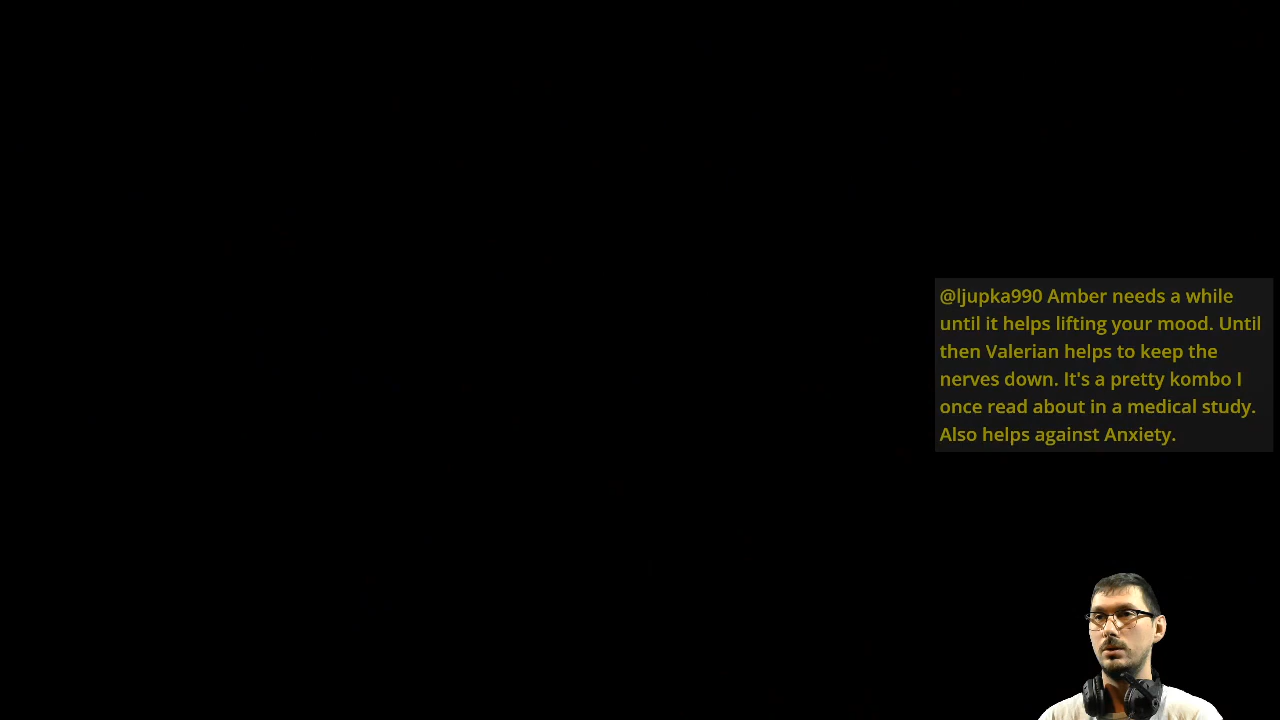 @ljupka990 Amber needs a while
until it helps lifting your mood. Until
then Valerian helps to keep the
nerves down. It's a pretty kombo I
once read about in a medical study.
Also helps against Anxiety.